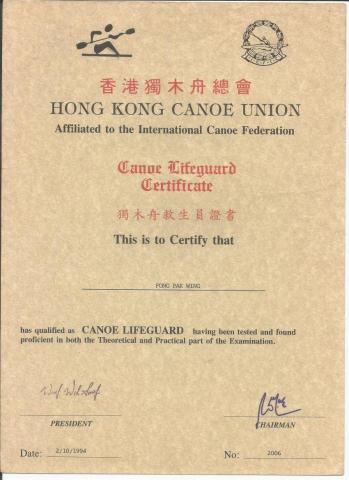 香港獨木舟總會
HONG KONG CANOE UNION
Affiliated to the International Canoe Federation
Canoe Lifeguard
Certificate
獨木舟救生員證書
This is to Certify that
FONG PAK MING
has qualified as CANOE LIFEGUARD having been tested and found
proficient in both the Theoretical and Practical part of the Examination.
PRESIDENT CHAIRMAN
Date: 2/10/1994 No: 2006